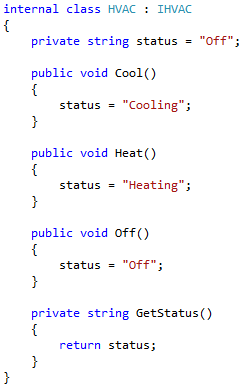 internal class HVAC : IHVAC
{
    private string status = "Off";

    public void Cool()
    {
        status = "Cooling";
    }

    public void Heat()
    {
        status = "Heating";
    }

    public void Off()
    {
        status = "Off";
    }

    private string GetStatus()
    {
        return status;
    }
}